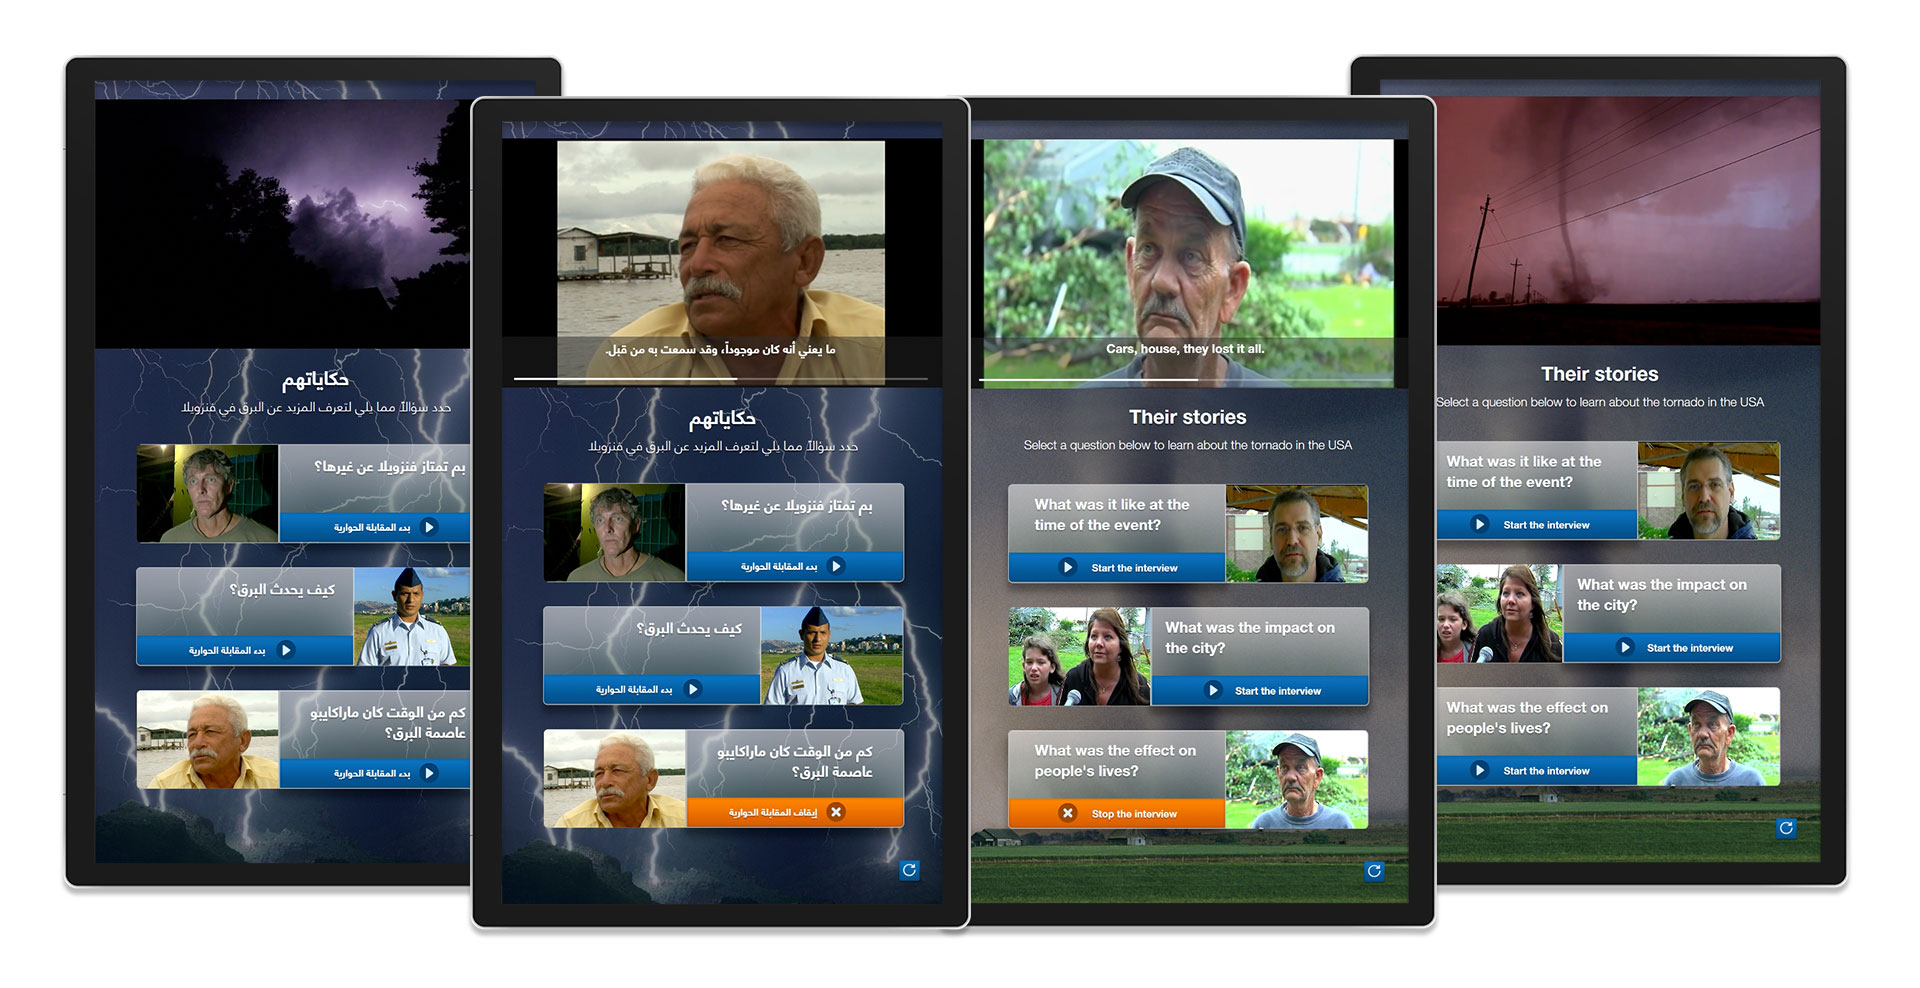 حكاياتهم
حدد سؤالاً مما يلي لتعرف المزيد عن البرق في فنزويلا
بم تمتاز فنزويلا عن غيرها؟
بدء المقابلة الحوارية
كيف يحدث البرق؟
بدء المقابلة الحوارية
كم من الوقت كان ماراكايبو
عاصمة البرق؟
بدء المقابلة الحوارية
ما يعني أنه كان موجوداً، وقد سمعت به من قبل.
حكاياتهم
حدد سؤالاً مما يلي لتعرف المزيد عن البرق في فنزويلا
بم تمتاز فنزويلا عن غيرها؟
بدء المقابلة الحوارية
كيف يحدث البرق؟
بدء المقابلة الحوارية
كم من الوقت كان ماراكايبو
عاصمة البرق؟
إيقاف المقابلة الحوارية
Cars, house, they lost it all.
Their stories
Select a question below to learn about the tornado in the USA
What was it like at the
time of the event?
Start the interview
What was the impact on
the city?
Start the interview
What was the effect on
people's lives?
Stop the interview
Their stories
Select a question below to learn about the tornado in the USA
What was it like at the
time of the event?
Start the interview
What was the impact on
the city?
Start the interview
What was the effect on
people's lives?
Start the interview